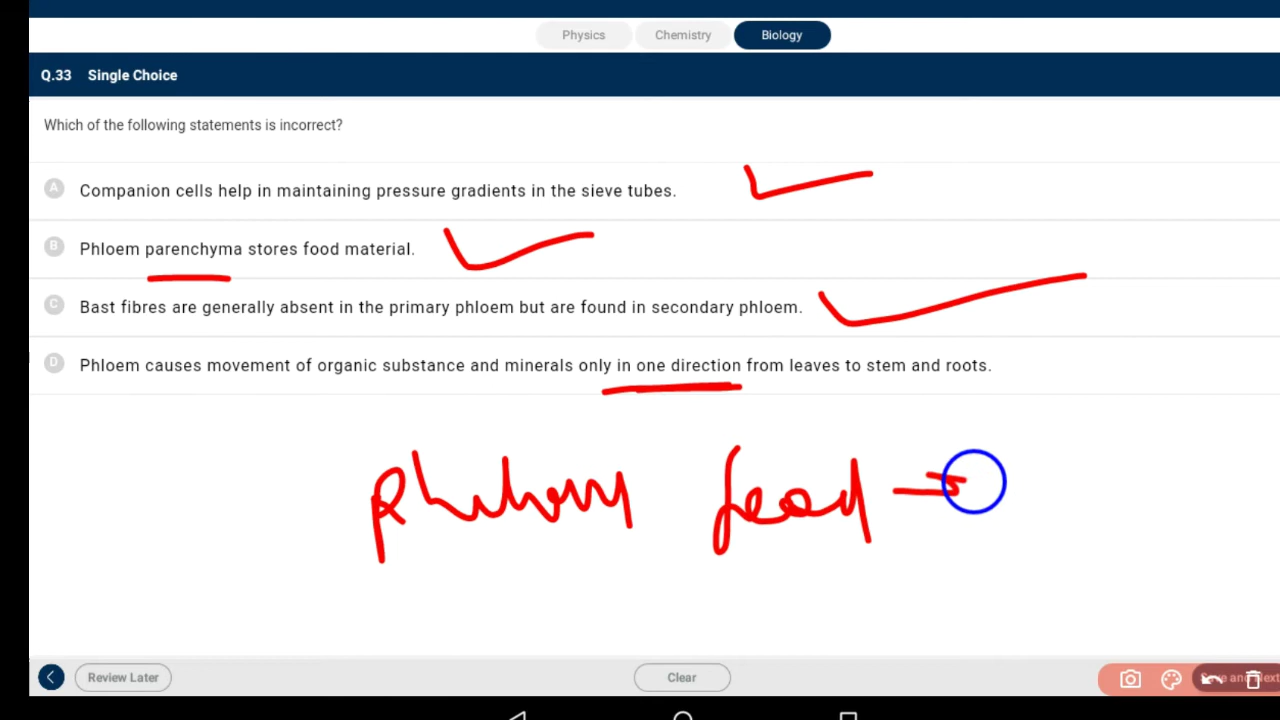 Physics Chemistry Biology
Q.33 Single Choice
Which of the following statements is incorrect?
A Companion cells help in maintaining pressure gradients in the sieve tubes.
B Phloem parenchyma stores food material.
C Bast fibres are generally absent in the primary phloem but are found in secondary phloem.
D Phloem causes movement of organic substance and minerals only in one direction from leaves to stem and roots.
food →
Review Later Clear Save and Next